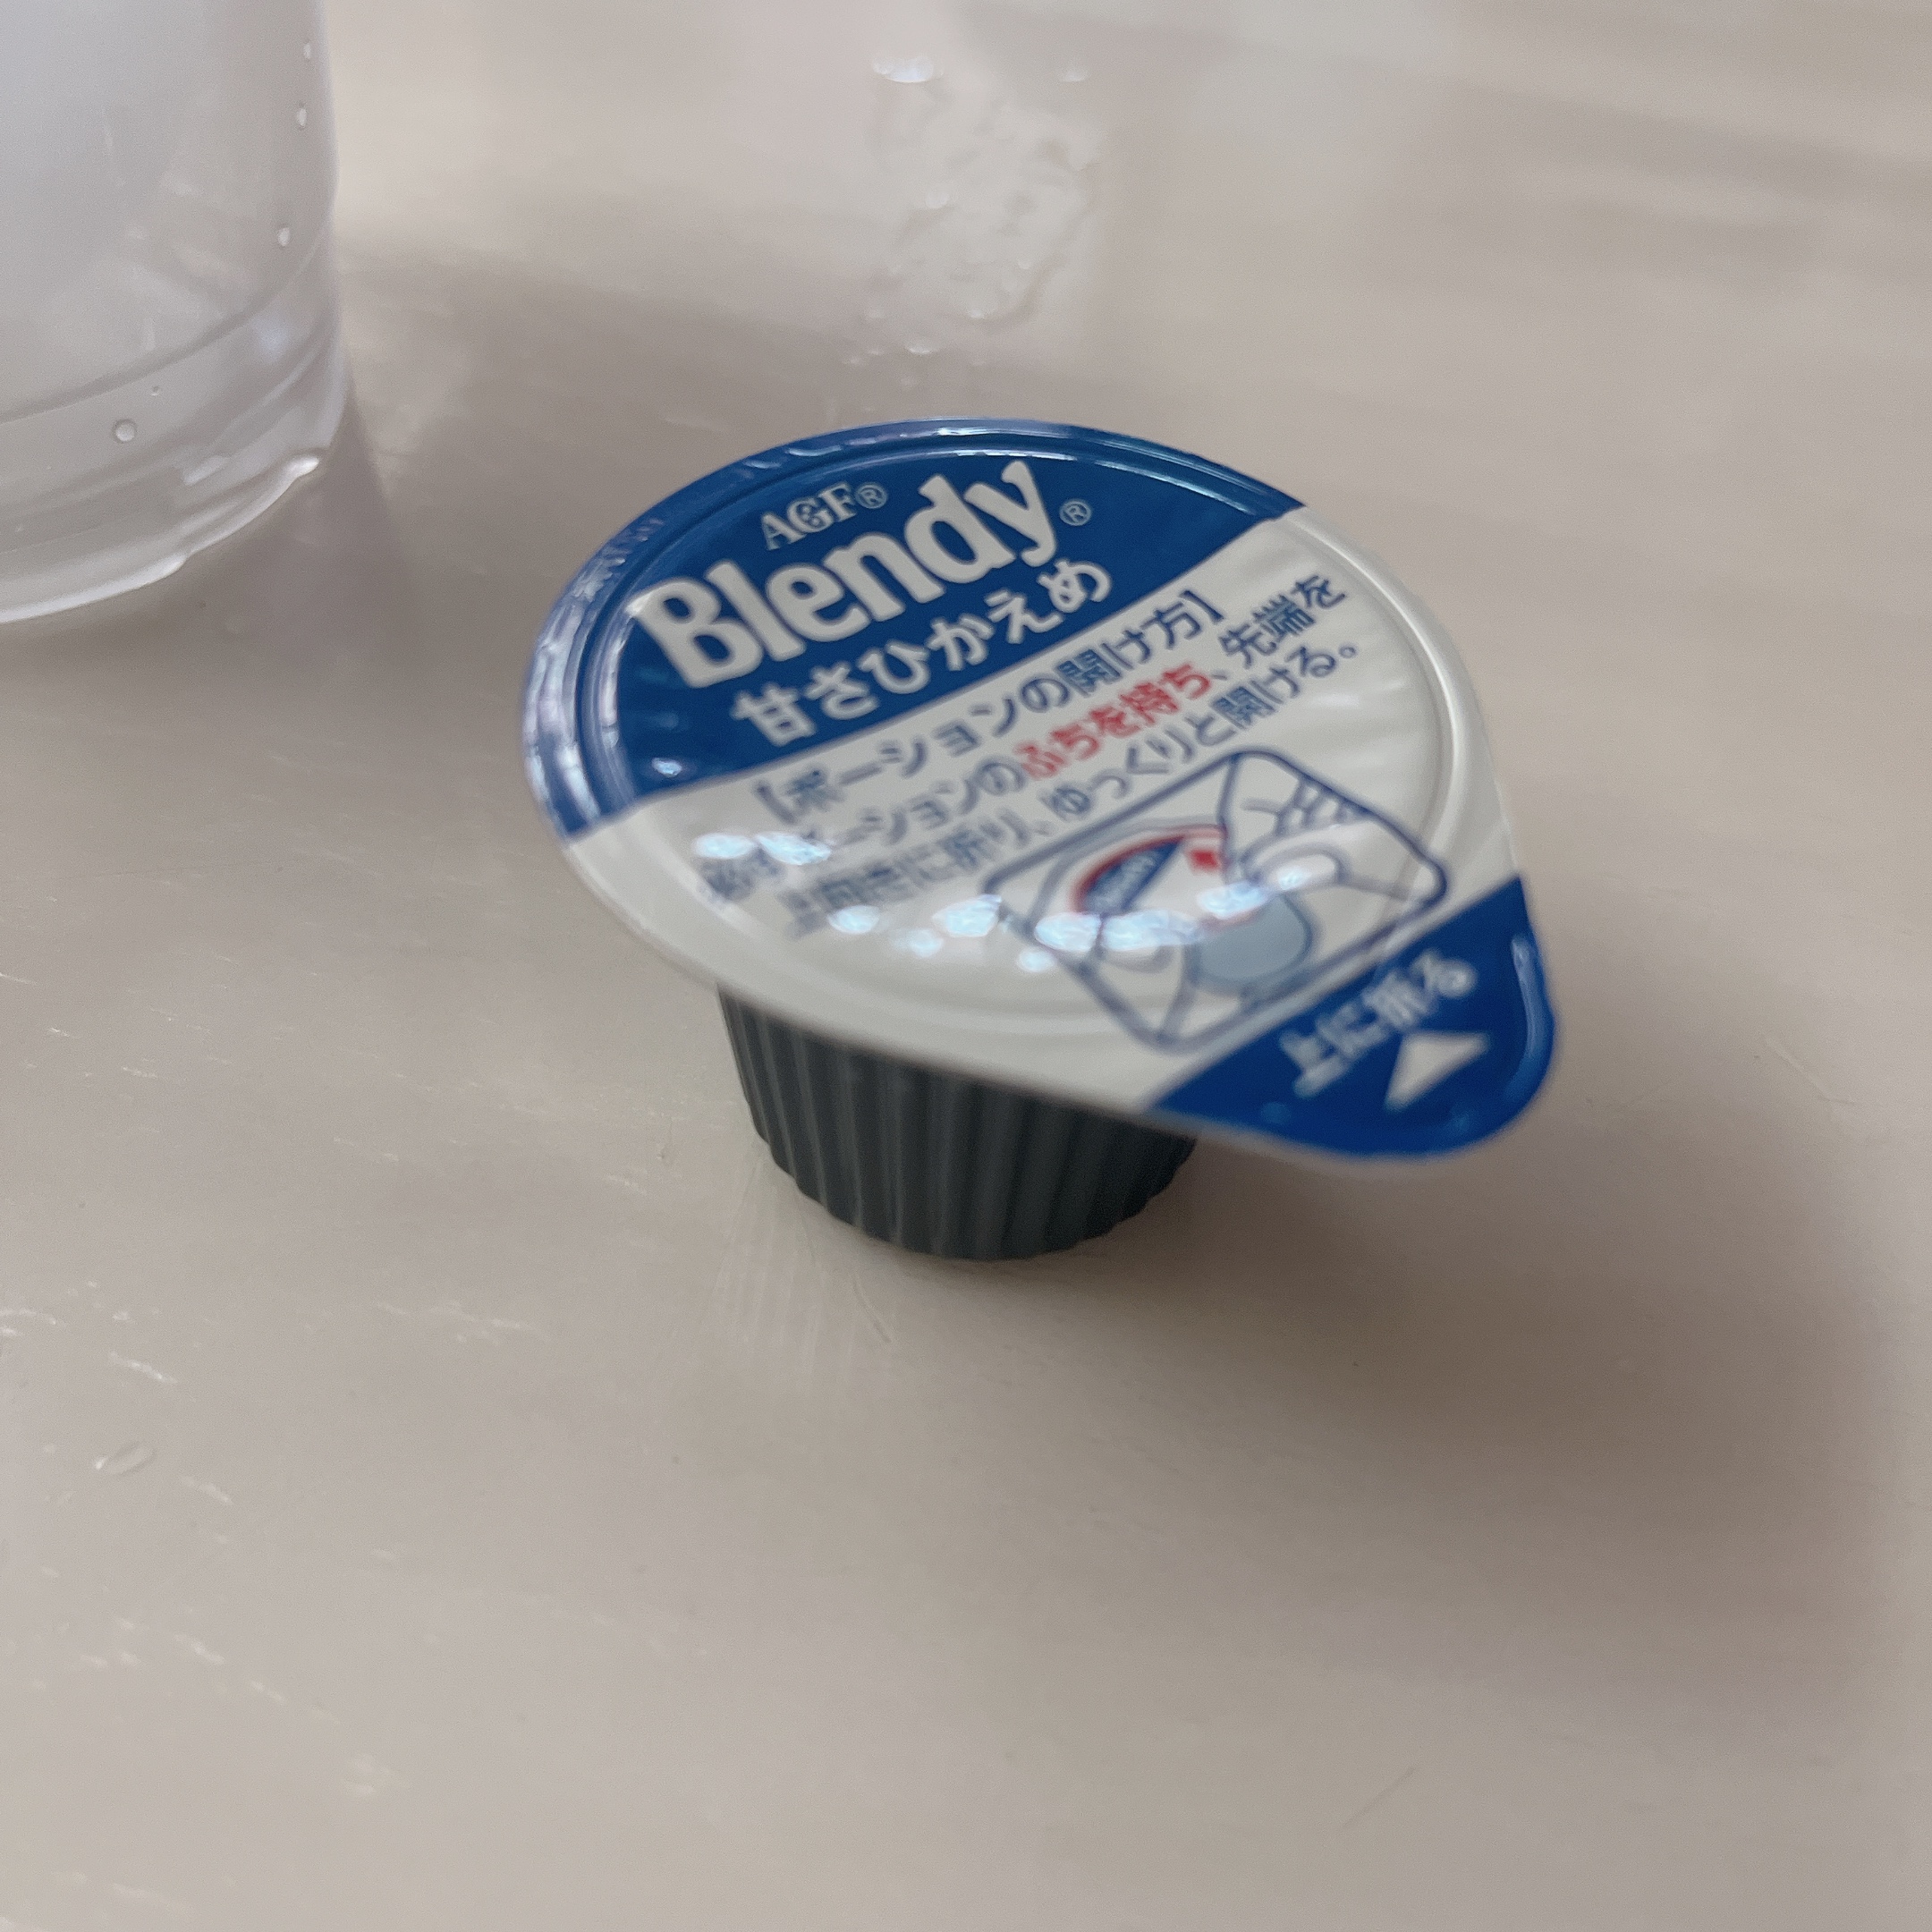 AGF®
Blendy®
甘さひかえめ
【ポーションの開け方】
必ずポーションのふちを持ち、先端を
上向きに折り、ゆっくりと開ける。
上に折る